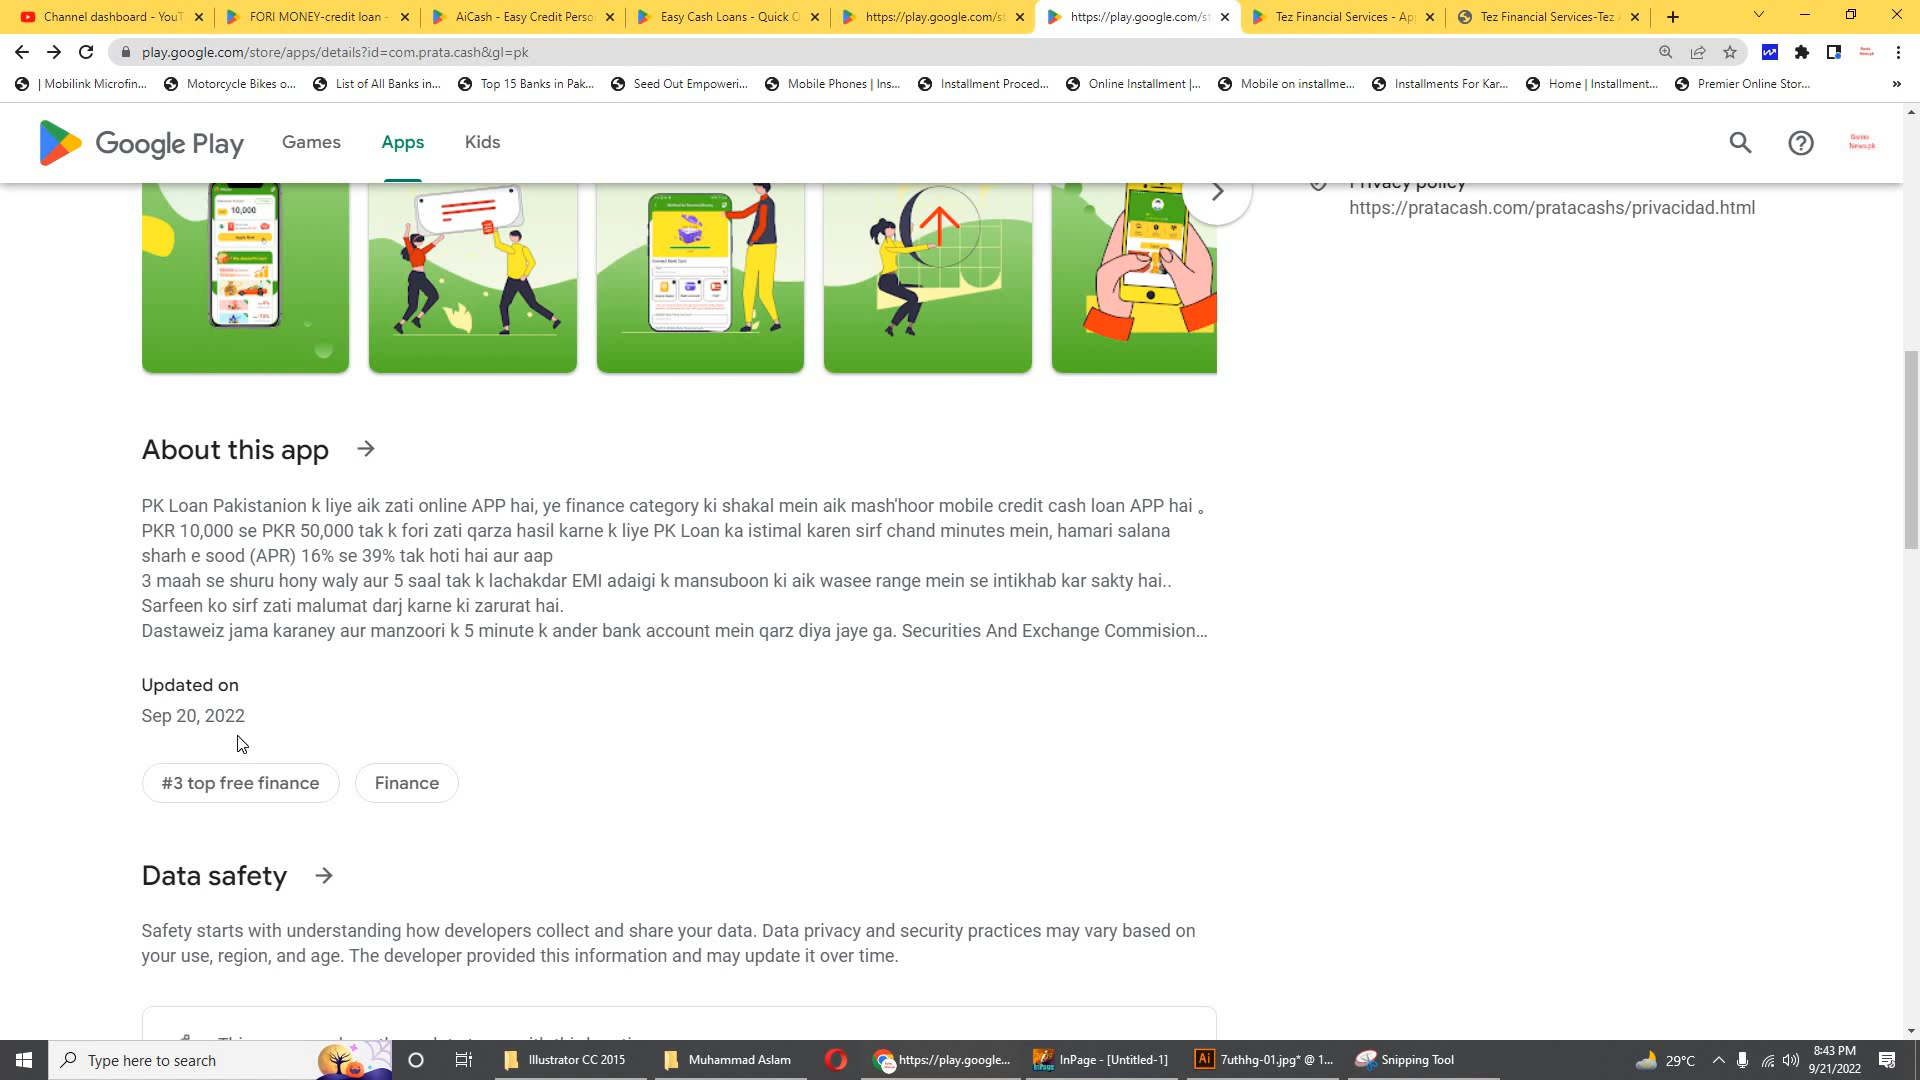 Channel dashboard - YouT
FORI MONEY-credit loan -
AiCash - Easy Credit Perso
Easy Cash Loans - Quick O
https://play.google.com/st
https://play.google.com/st
Tez Financial Services - Ap
Tez Financial Services-Tez
play.google.com/store/apps/details?id=com.prata.cash&gl=pk
| Mobilink Microfin...
Motorcycle Bikes o...
List of All Banks in...
Top 15 Banks in Pak...
Seed Out Empoweri...
Mobile Phones | Ins...
Installment Proced...
Online Installment |...
Mobile on installme...
Installments For Kar...
Home | Installment...
Premier Online Stor...
»
Google Play
Games
Apps
Kids
Privacy policy
https://pratacash.com/pratacashs/privacidad.html
10,000
About this app
PK Loan Pakistanion k liye aik zati online APP hai, ye finance category ki shakal mein aik mash'hoor mobile credit cash loan APP hai 。
PKR 10,000 se PKR 50,000 tak k fori zati qarza hasil karne k liye PK Loan ka istimal karen sirf chand minutes mein, hamari salana
sharh e sood (APR) 16% se 39% tak hoti hai aur aap
3 maah se shuru hony waly aur 5 saal tak k lachakdar EMI adaigi k mansuboon ki aik wasee range mein se intikhab kar sakty hai..
Sarfeen ko sirf zati malumat darj karne ki zarurat hai.
Dastaweiz jama karaney aur manzoori k 5 minute k ander bank account mein qarz diya jaye ga. Securities And Exchange Commision...
Updated on
Sep 20, 2022
#3 top free finance
Finance
Data safety
Safety starts with understanding how developers collect and share your data. Data privacy and security practices may vary based on
your use, region, and age. The developer provided this information and may update it over time.
Type here to search
Illustrator CC 2015
Muhammad Aslam
https://play.google...
InPage - [Untitled-1]
7uthhg-01.jpg* @ 1...
Snipping Tool
29°C
8:43 PM
9/21/2022